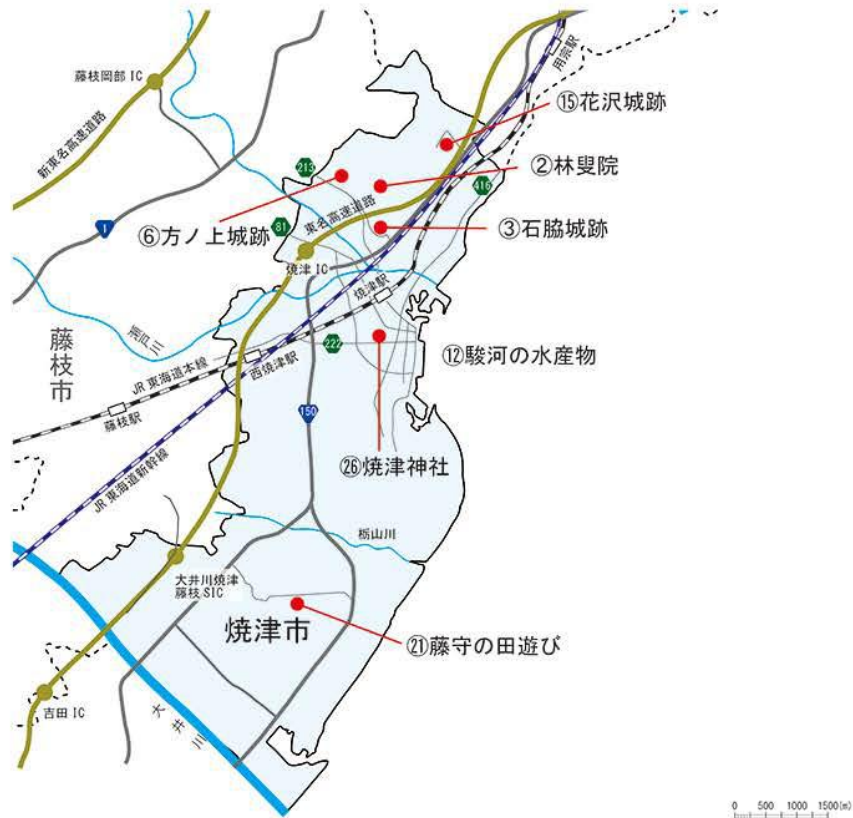 用宗駅
藤枝岡部 IC
新東名高速道路
⑮花沢城跡
213
②林叟院
416
1
⑥方ノ上城跡
81
東名高速道路
③石脇城跡
焼津 IC
焼津駅
瀬戸川
藤枝市
222
⑫駿河の水産物
JR 東海道本線
西焼津駅
藤枝駅
150
㉖焼津神社
JR 東海道新幹線
栃山川
大井川焼津
藤枝 SIC
焼津市
㉑藤守の田遊び
吉田 IC
大井川
0 500 1000 1500(m)